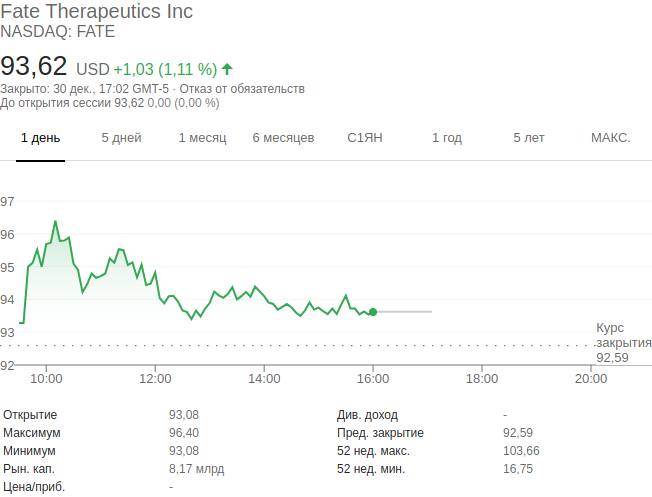 Fate Therapeutics Inc
NASDAQ: FATE
93,62 USD +1,03 (1,11 %)
Закрыто: 30 дек., 17:02 GMT-5 · Отказ от обязательств
До открытия сессии 93,62 0,00 (0,00 %)
1 день 5 дней 1 месяц 6 месяцев С1ЯН 1 год 5 лет МАКС.
97
96
95
94
93
Курс
закрытия
92,59
92
10:00 12:00 14:00 16:00 18:00 20:00
Открытие 93,08 Див. доход -
Максимум 96,40 Пред. закрытие 92,59
Минимум 93,08 52 нед. макс. 103,66
Рын. кап. 8,17 млрд 52 нед. мин. 16,75
Цена/приб. -